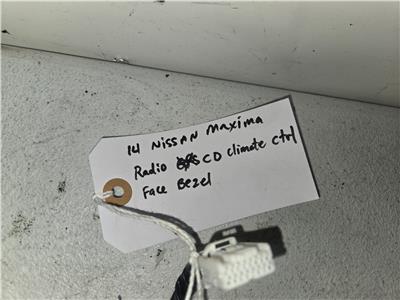 14 NISSAN Maxima
Radio CD climate ctrl
Face Bezel